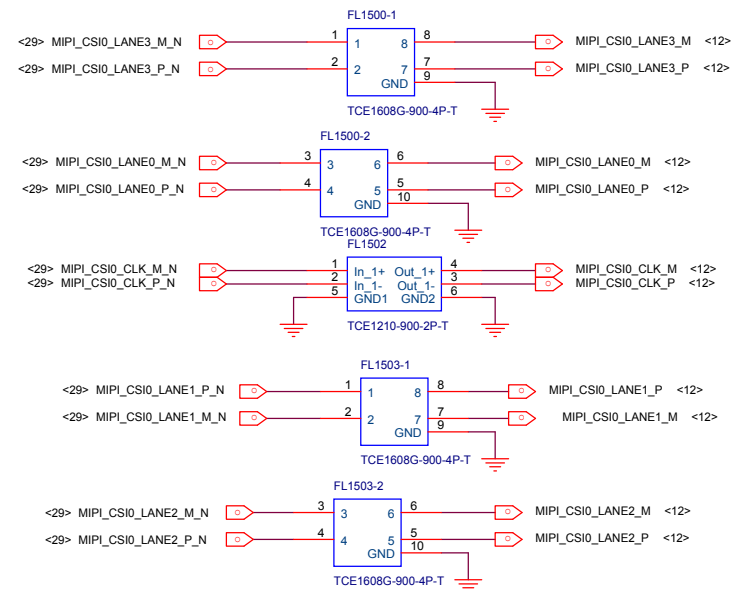 FL1500-1
<29> MIPI_CSI0_LANE3_M_N 1 1 8 8 MIPI_CSI0_LANE3_M <12>
<29> MIPI_CSI0_LANE3_P_N 2 2 7 7 MIPI_CSI0_LANE3_P <12>
GND 9
TCE1608G-900-4P-T
FL1500-2
<29> MIPI_CSI0_LANE0_M_N 3 3 6 6 MIPI_CSI0_LANE0_M <12>
<29> MIPI_CSI0_LANE0_P_N 4 4 5 5 MIPI_CSI0_LANE0_P <12>
GND 10
TCE1608G-900-4P-T
FL1502
<29> MIPI_CSI0_CLK_M_N 1 In_1+ Out_1+ 4 MIPI_CSI0_CLK_M <12>
<29> MIPI_CSI0_CLK_P_N 2 In_1- Out_1- 3 MIPI_CSI0_CLK_P <12>
5 GND1 GND2 6
TCE1210-900-2P-T
FL1503-1
<29> MIPI_CSI0_LANE1_P_N 1 1 8 8 MIPI_CSI0_LANE1_P <12>
<29> MIPI_CSI0_LANE1_M_N 2 2 7 7 MIPI_CSI0_LANE1_M <12>
GND 9
TCE1608G-900-4P-T
FL1503-2
<29> MIPI_CSI0_LANE2_M_N 3 3 6 6 MIPI_CSI0_LANE2_M <12>
<29> MIPI_CSI0_LANE2_P_N 4 4 5 5 MIPI_CSI0_LANE2_P <12>
GND 10
TCE1608G-900-4P-T